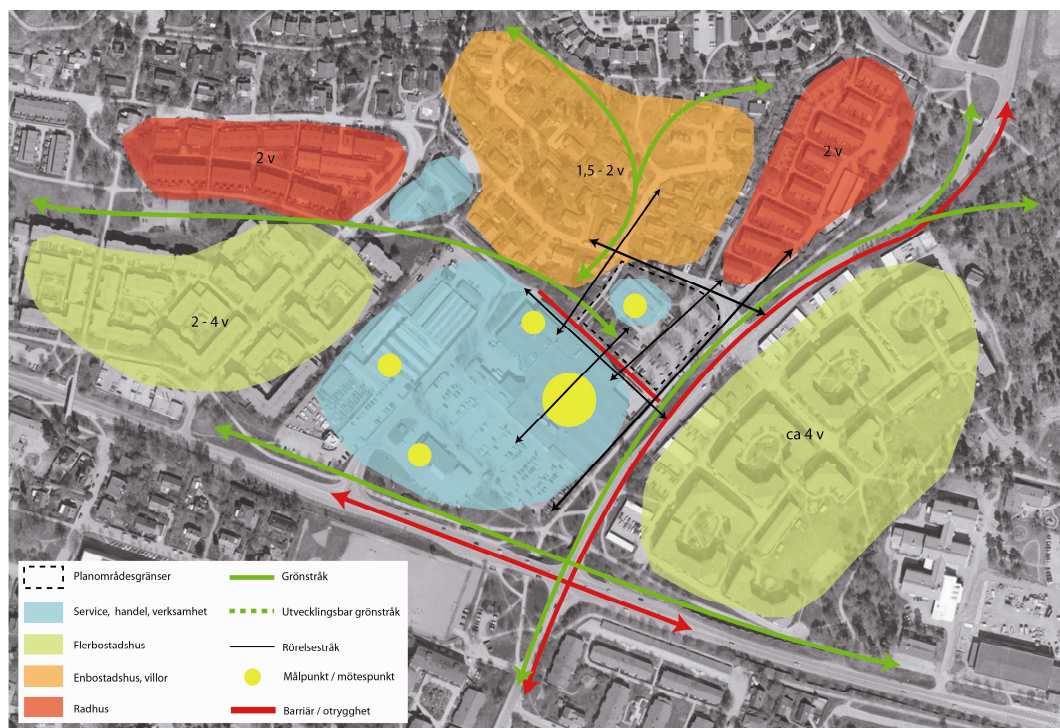 2 v
1,5 - 2 v
2 v
2 - 4 v
ca 4 v
Planområdesgränser
Service, handel, verksamhet
Flerbostadshus
Enbostadshus, villor
Radhus
Grönstråk
Utvecklingsbar grönstråk
Rörelsestråk
Målpunkt / mötespunkt
Barriär / otrygghet